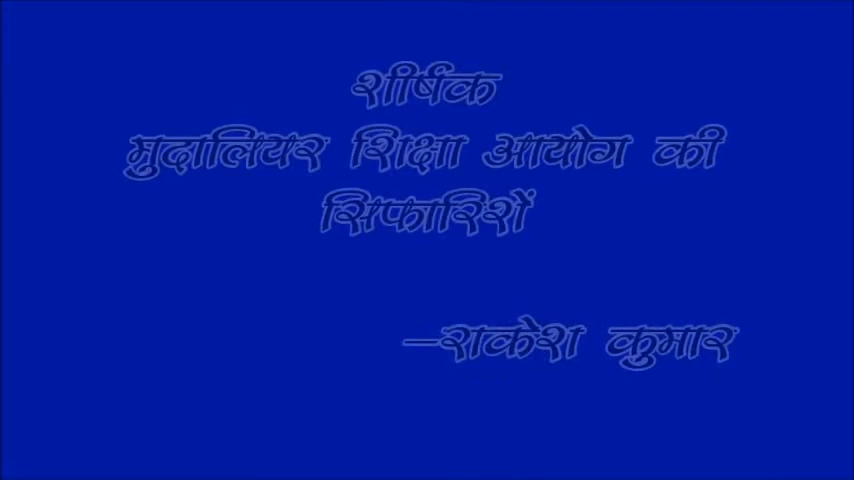 शीर्षक
मुदालियर शिक्षा आयोग की
सिफारिशें
–राकेश कुमार